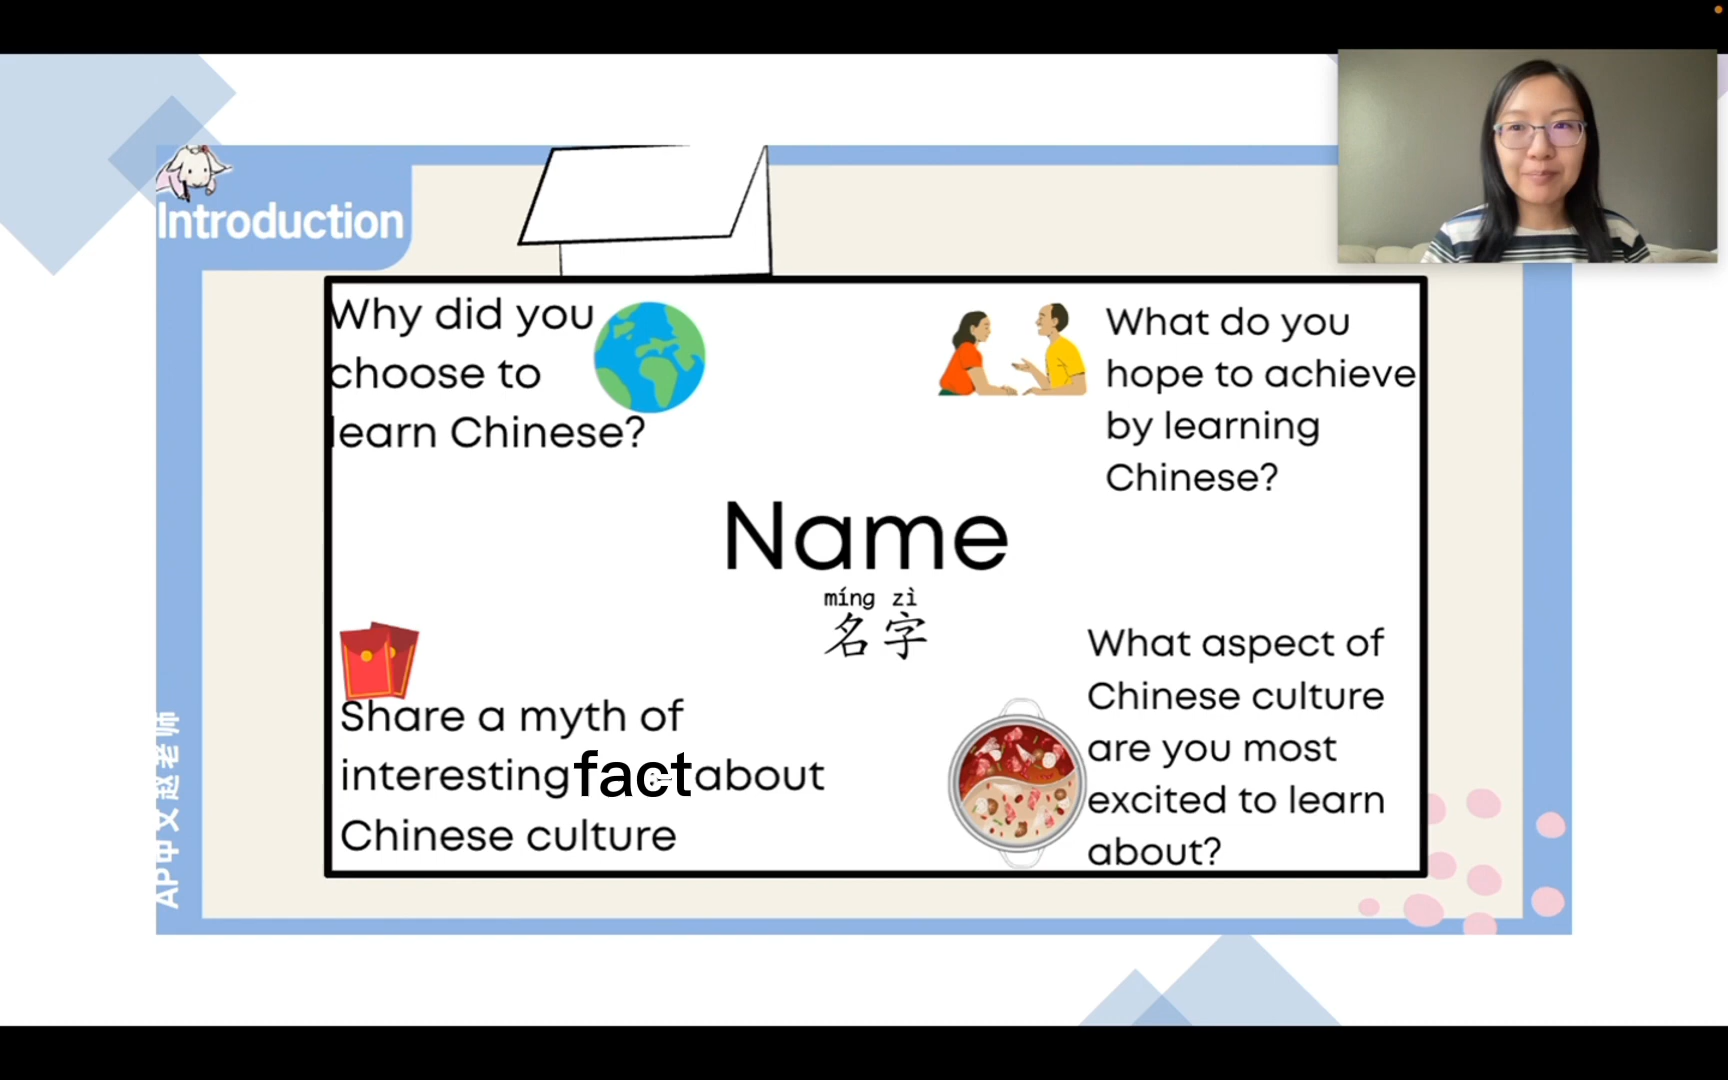 Introduction
Why did you
choose to
learn Chinese?
What do you
hope to achieve
by learning
Chinese?
Name
míng zì
名字
Share a myth of
interesting fact about
Chinese culture
What aspect of
Chinese culture
are you most
excited to learn
about?
AP中文赵老师